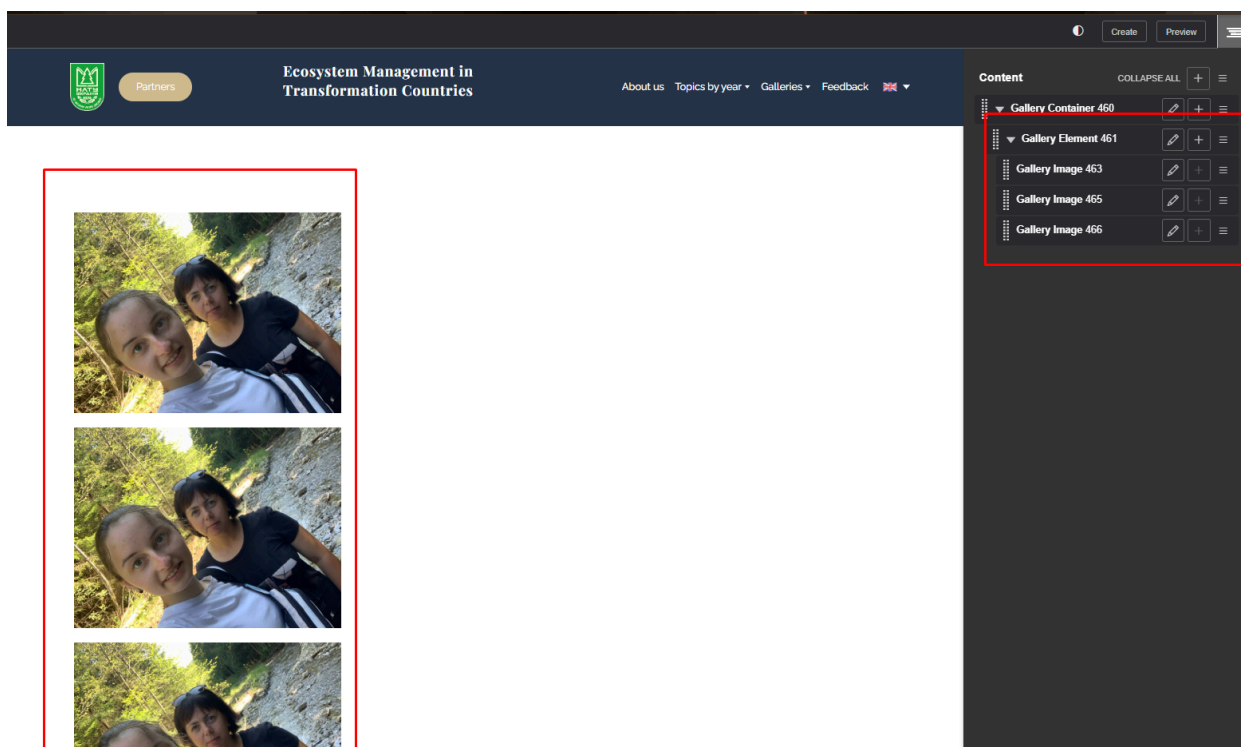 Create Preview
Partners
Ecosystem Management in
Transformation Countries
About us Topics by year Galleries Feedback
Content COLLAPSE ALL
Gallery Container 460
Gallery Element 461
Gallery Image 463
Gallery Image 465
Gallery Image 466